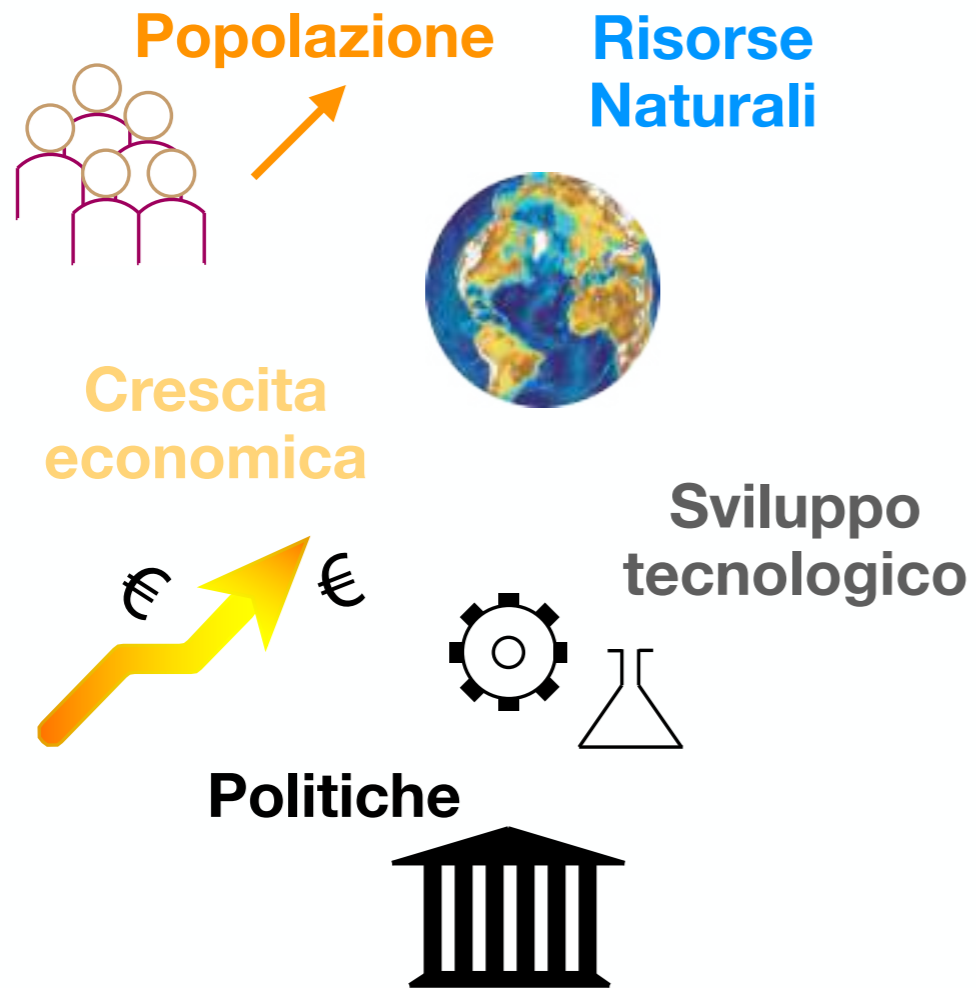 Popolazione
Risorse
Naturali
Crescita
economica
€ €
Sviluppo
tecnologico
Politiche